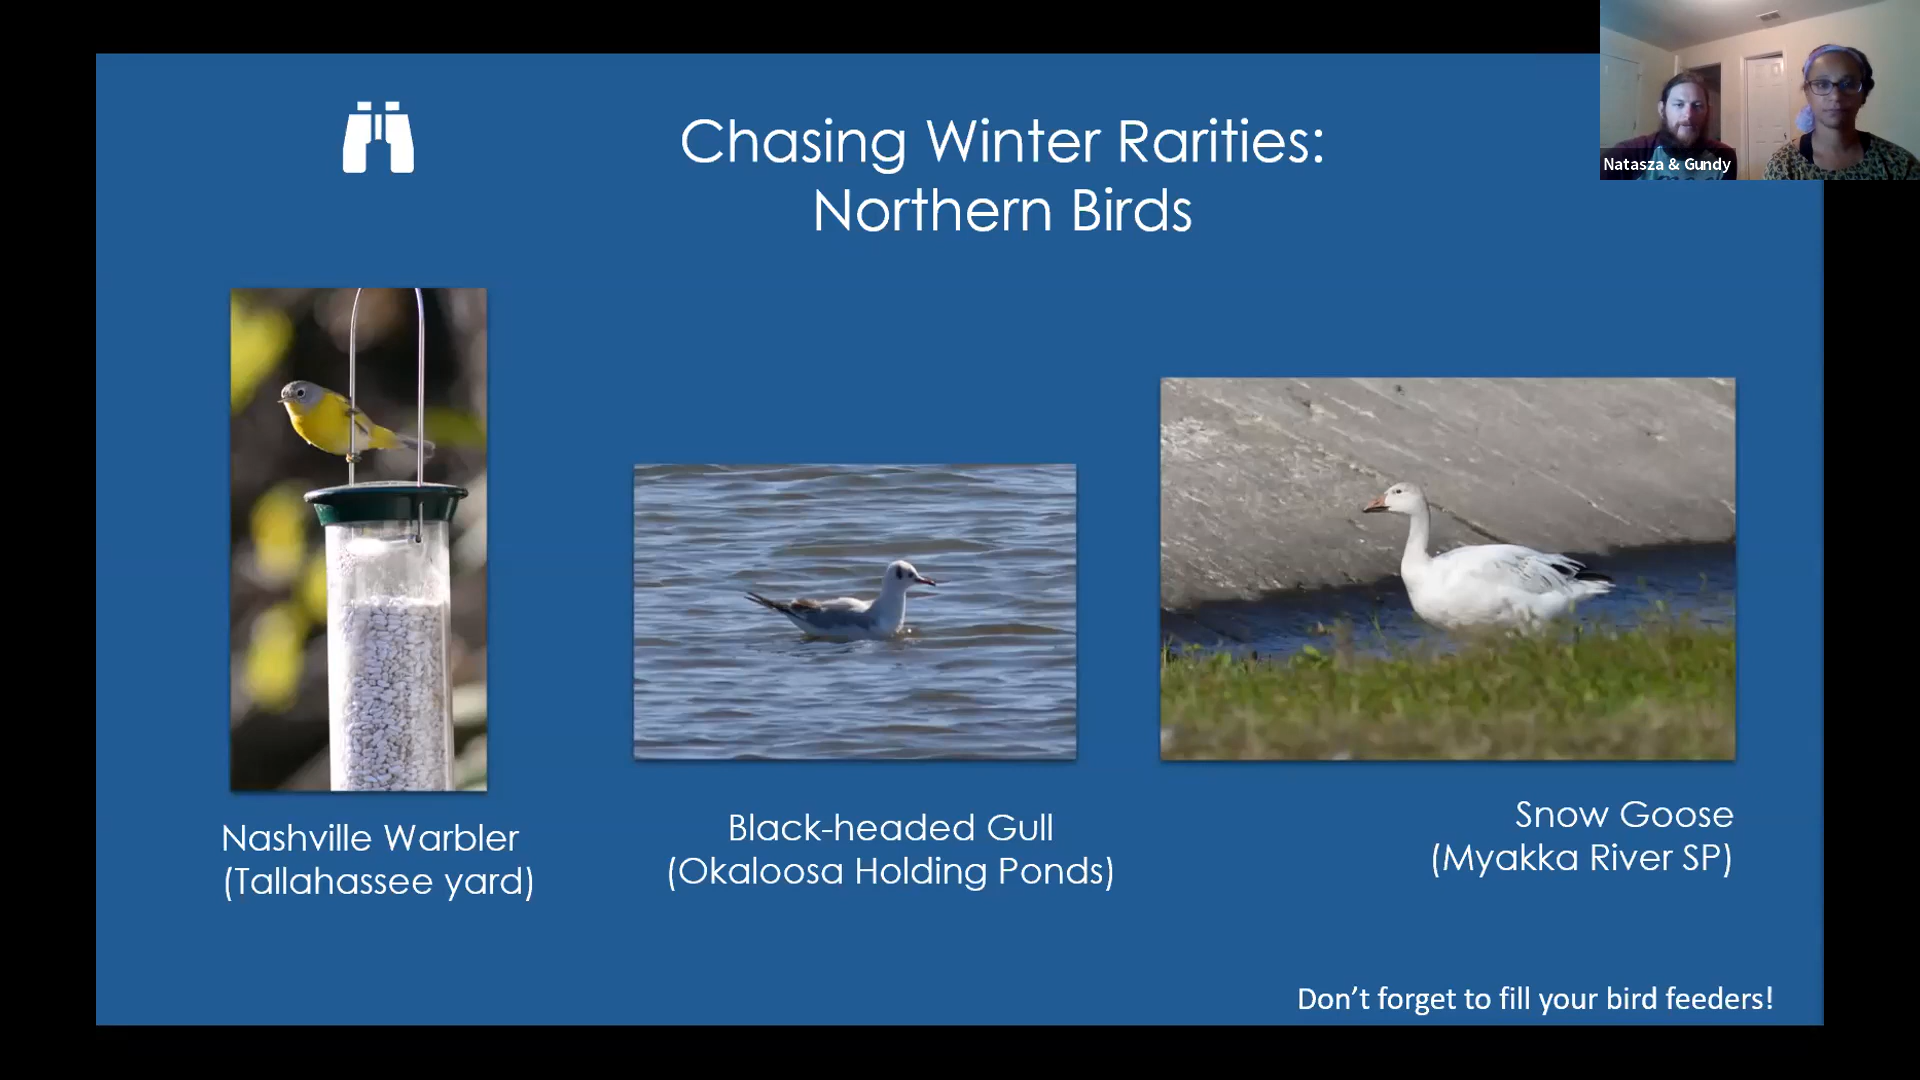 Chasing Winter Rarities:
Northern Birds
Natasza & Gundy
Nashville Warbler
(Tallahassee yard)
Black-headed Gull
(Okaloosa Holding Ponds)
Snow Goose
(Myakka River SP)
Don't forget to fill your bird feeders!